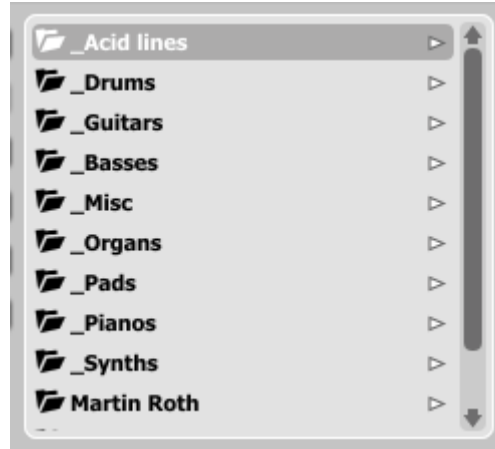 _Acid lines
_Drums
_Guitars
_Basses
_Misc
_Organs
_Pads
_Pianos
_Synths
Martin Roth